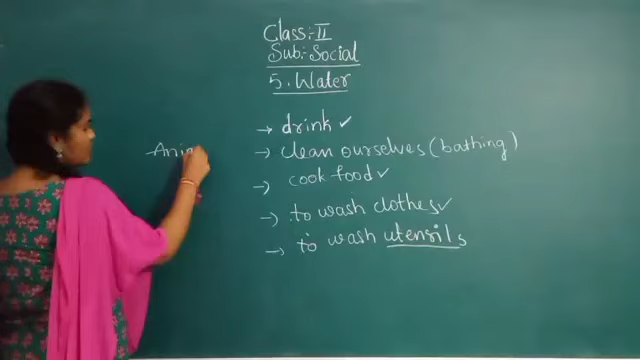 Class:- II
Sub:- Social
5. Water
→ drink ✓
→ clean ourselves (bathing)
→ cook food ✓
→ to wash clothes ✓
→ to wash utensils